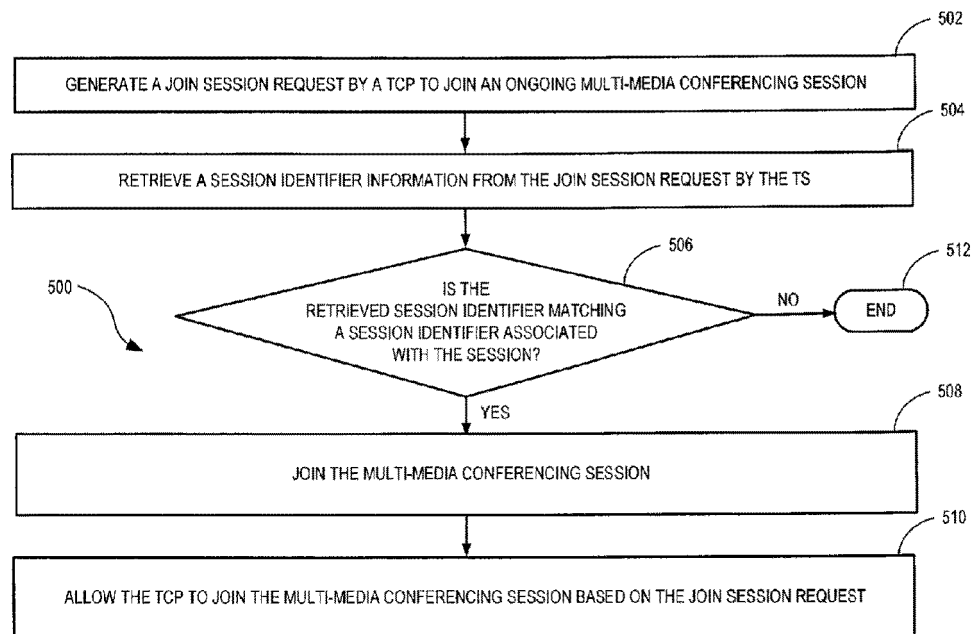 502
GENERATE A JOIN SESSION REQUEST BY A TCP TO JOIN AN ONGOING MULTI-MEDIA CONFERENCING SESSION
504
RETRIEVE A SESSION IDENTIFIER INFORMATION FROM THE JOIN SESSION REQUEST BY THE TS
506
512
500
IS THE
RETRIEVED SESSION IDENTIFIER MATCHING
A SESSION IDENTIFIER ASSOCIATED
WITH THE SESSION?
NO
END
YES
508
JOIN THE MULTI-MEDIA CONFERENCING SESSION
510
ALLOW THE TCP TO JOIN THE MULTI-MEDIA CONFERENCING SESSION BASED ON THE JOIN SESSION REQUEST